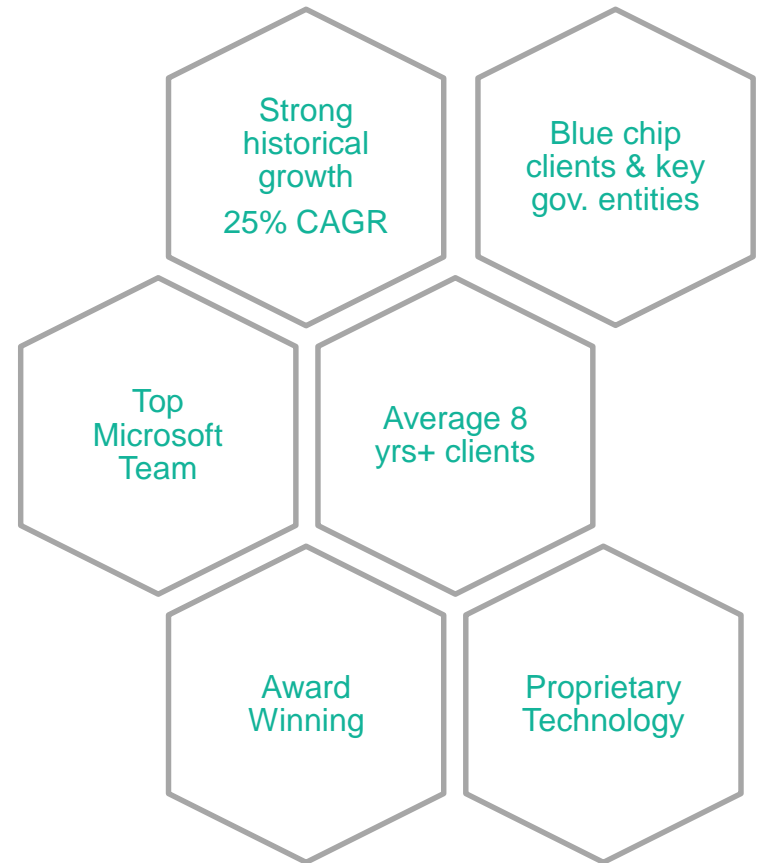 Strong
historical
growth
25% CAGR
Blue chip
clients & key
gov. entities
Top
Microsoft
Team
Average 8
yrs+ clients
Award
Winning
Proprietary
Technology